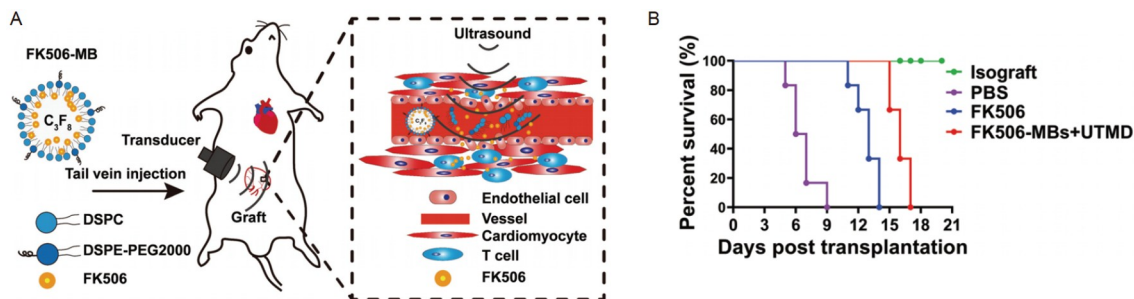 A
FK506-MB
C3F8
Transducer
Tail vein injection
DSPC
DSPE-PEG2000
FK506
Graft
Ultrasound
C3F8
Endothelial cell
Vessel
Cardiomyocyte
T cell
FK506
B
Percent survival (%)
100
80
60
40
20
0
0 3 6 9 12 15 18 21
Days post transplantation
Isograft
PBS
FK506
FK506-MBs+UTMD